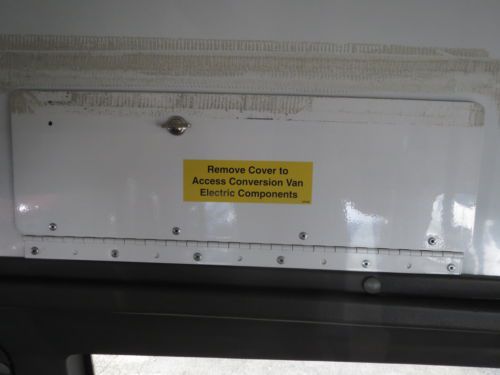 Remove Cover to
Access Conversion Van
Electric Components